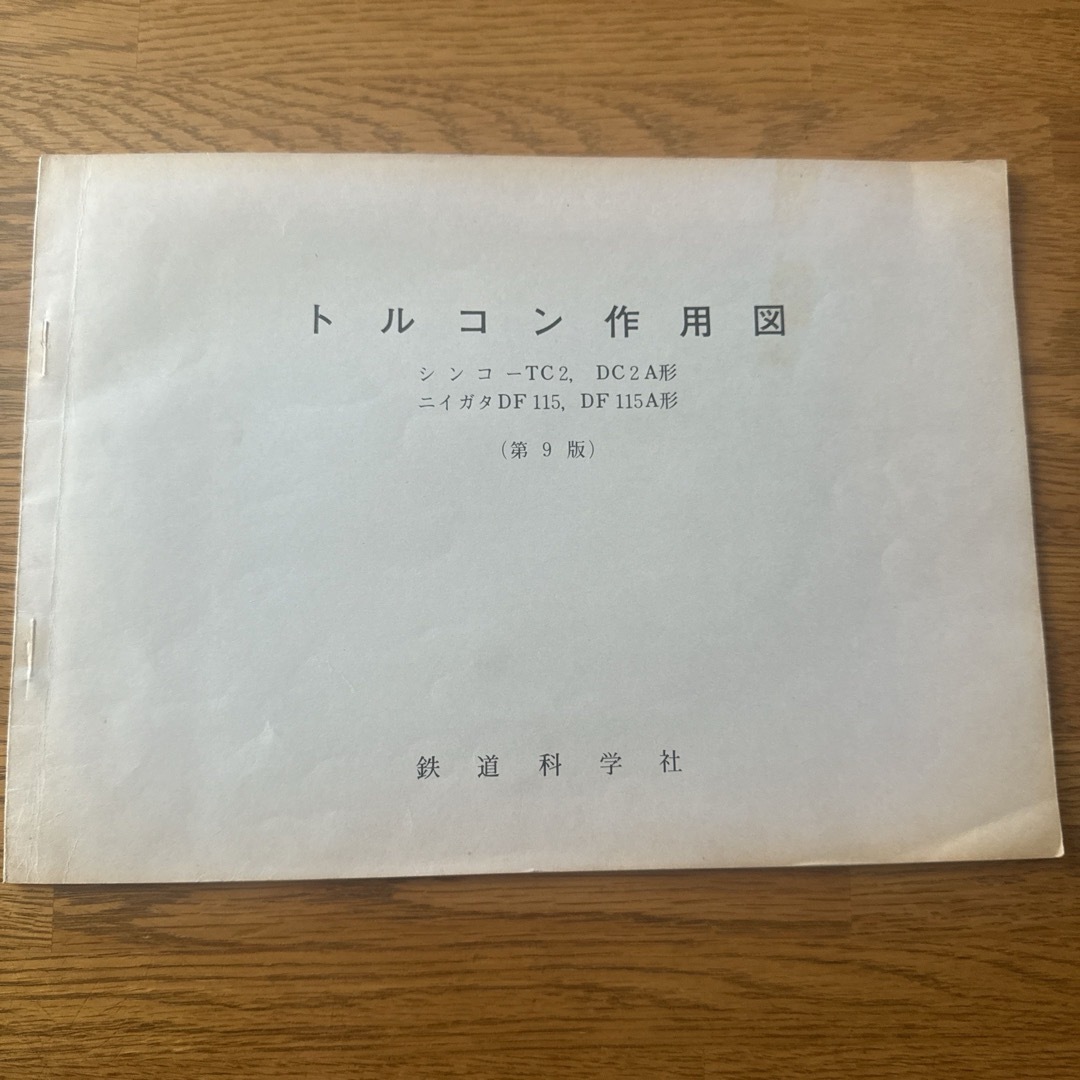 トルコン作用図
シンコーTC2, DC2A形
ニイガタDF115, DF115A形
(第9版)
鉄道科学社